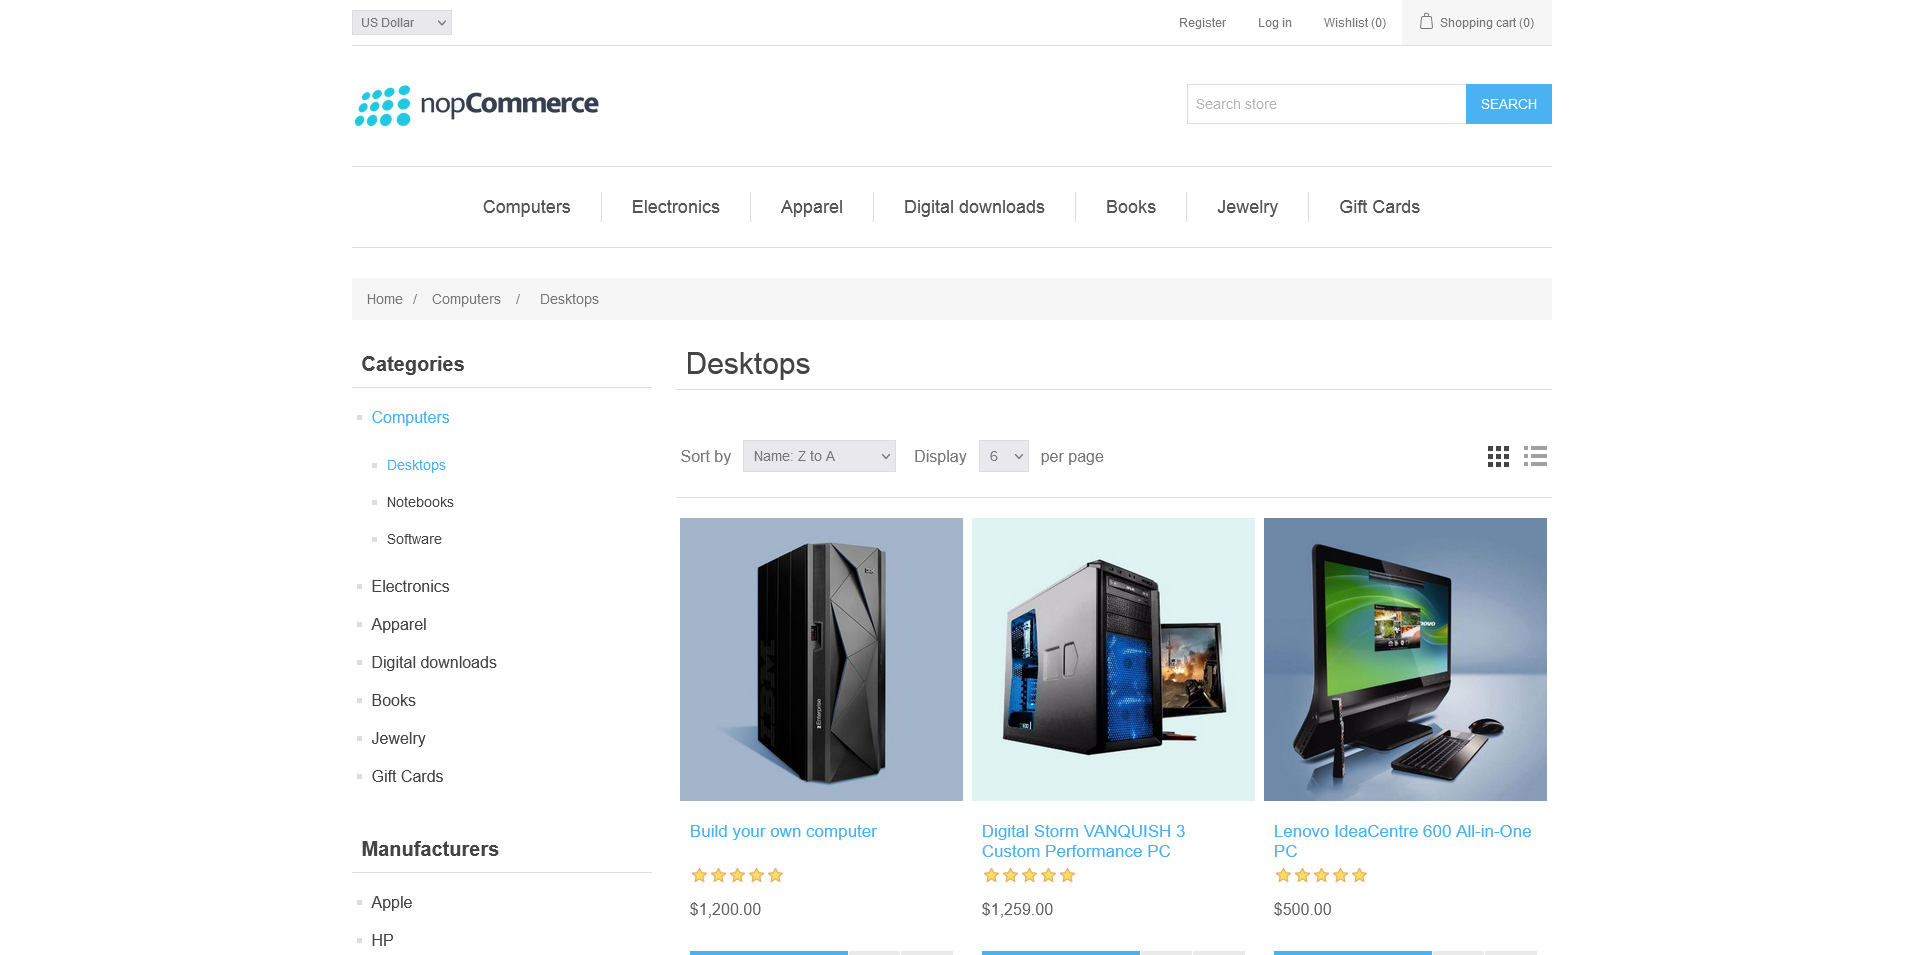 US Dollar
Register
Log in
Wishlist (0)
Shopping cart (0)
nopCommerce
Search store
SEARCH
Computers
Electronics
Apparel
Digital downloads
Books
Jewelry
Gift Cards
Home / Computers / Desktops
Categories
Computers
Desktops
Notebooks
Software
Electronics
Apparel
Digital downloads
Books
Jewelry
Gift Cards
Manufacturers
Apple
HP
Desktops
Sort by Name: Z to A Display 6 per page
IBM
Enterprise
Build your own computer
$1,200.00
Digital Storm VANQUISH 3
Custom Performance PC
$1,259.00
Lenovo IdeaCentre 600 All-in-One
PC
$500.00